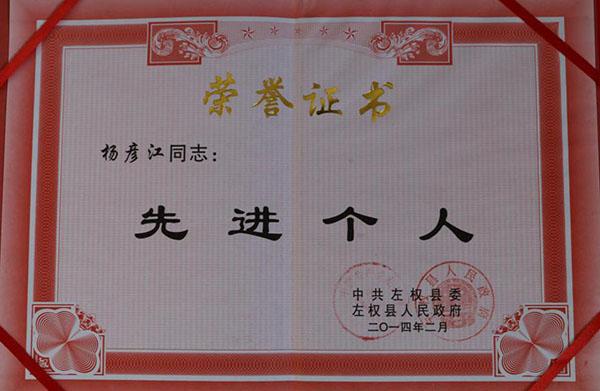 荣誉证书
杨彦江同志：
先进个人
中共左权县委
左权县人民政府
二〇一四年二月